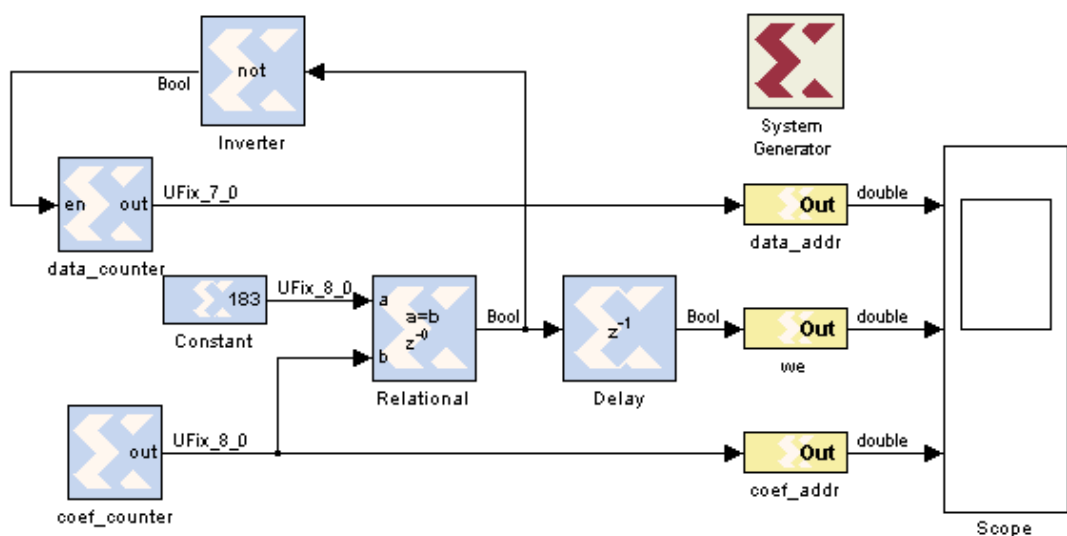 not
Bool
Inverter
System
Generator
en
out
UFix_7_0
Out
double
data_counter
data_addr
183
UFix_8_0
Constant
a
a=b
z-0
b
Relational
Bool
z-1
Delay
Bool
Out
double
we
out
UFix_8_0
coef_counter
Out
double
coef_addr
Scope